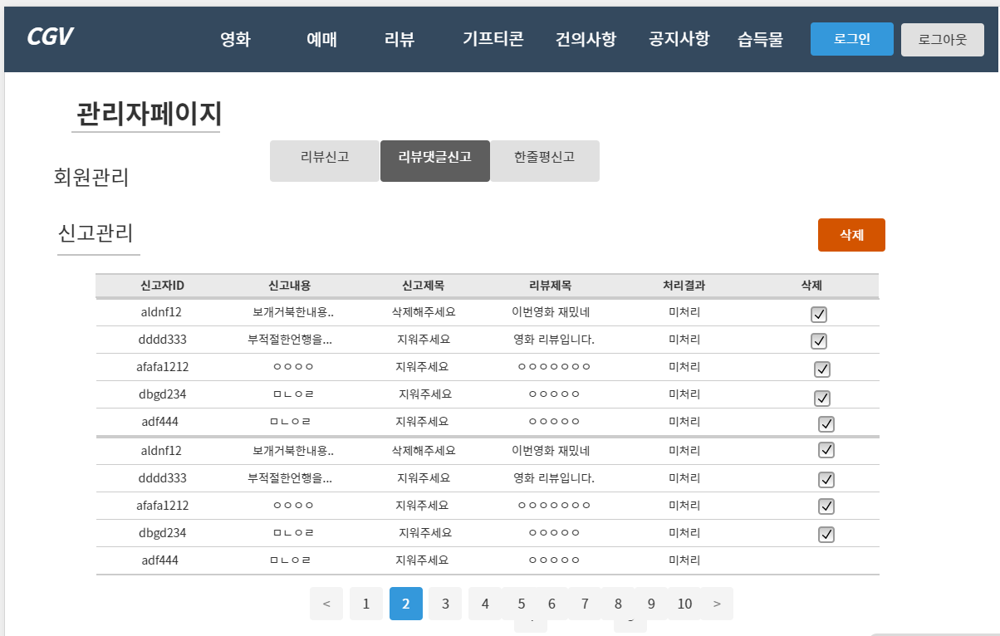 CGV 영화 예매 리뷰 기프티콘 건의사항 공지사항 습득물 로그인 로그아웃
관리자페이지
리뷰신고 리뷰댓글신고 한줄평신고
회원관리
신고관리
삭제
신고자ID 신고내용 신고제목 리뷰제목 처리결과 삭제
aldnf12 보개거북한내용.. 삭제해주세요 이번영화 재밌네 미처리
dddd333 부적절한언행을... 지워주세요 영화 리뷰입니다. 미처리
afafa1212 ㅇㅇㅇㅇ 지워주세요 ㅇㅇㅇㅇㅇㅇㅇ 미처리
dbgd234 ㅁㄴㅇㄹ 지워주세요 ㅇㅇㅇㅇㅇ 미처리
adf444 ㅁㄴㅇㄹ 지워주세요 ㅇㅇㅇㅇㅇ 미처리
aldnf12 보개거북한내용.. 삭제해주세요 이번영화 재밌네 미처리
dddd333 부적절한언행을... 지워주세요 영화 리뷰입니다. 미처리
afafa1212 ㅇㅇㅇㅇ 지워주세요 ㅇㅇㅇㅇㅇㅇㅇ 미처리
dbgd234 ㅁㄴㅇㄹ 지워주세요 ㅇㅇㅇㅇㅇ 미처리
adf444 ㅁㄴㅇㄹ 지워주세요 ㅇㅇㅇㅇㅇ 미처리
< 1 2 3 4 5 6 7 8 9 10 >